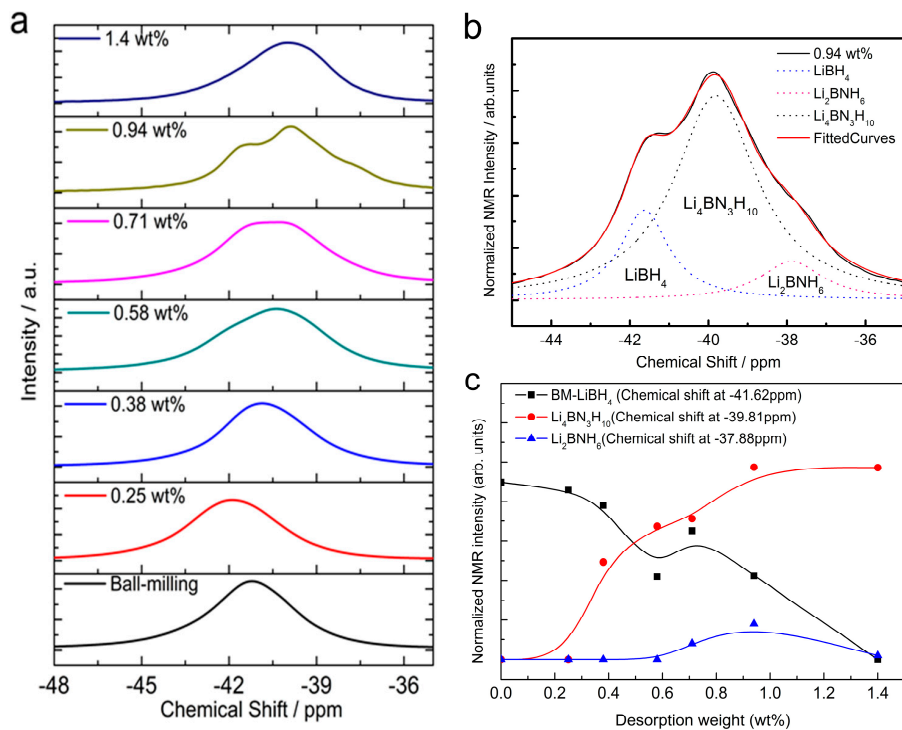 a
1.4 wt%
0.94 wt%
0.71 wt%
0.58 wt%
0.38 wt%
0.25 wt%
Ball-milling
Intensity / a.u.
-48 -45 -42 -39 -36
Chemical Shift / ppm
b
0.94 wt%
LiBH₄
Li₂BNH₆
Li₄BN₃H₁₀
FittedCurves
Li₄BN₃H₁₀
LiBH₄
Li₂BNH₆
Normalized NMR Intensity / arb.units
-44 -42 -40 -38 -36
Chemical Shift / ppm
c
BM-LiBH₄ (Chemical shift at -41.62ppm)
Li₄BN₃H₁₀(Chemical shift at -39.81ppm)
Li₂BNH₆(Chemical shift at -37.88ppm)
Normalized NMR intensity (arb. units)
0.0 0.2 0.4 0.6 0.8 1.0 1.2 1.4
Desorption weight (wt%)